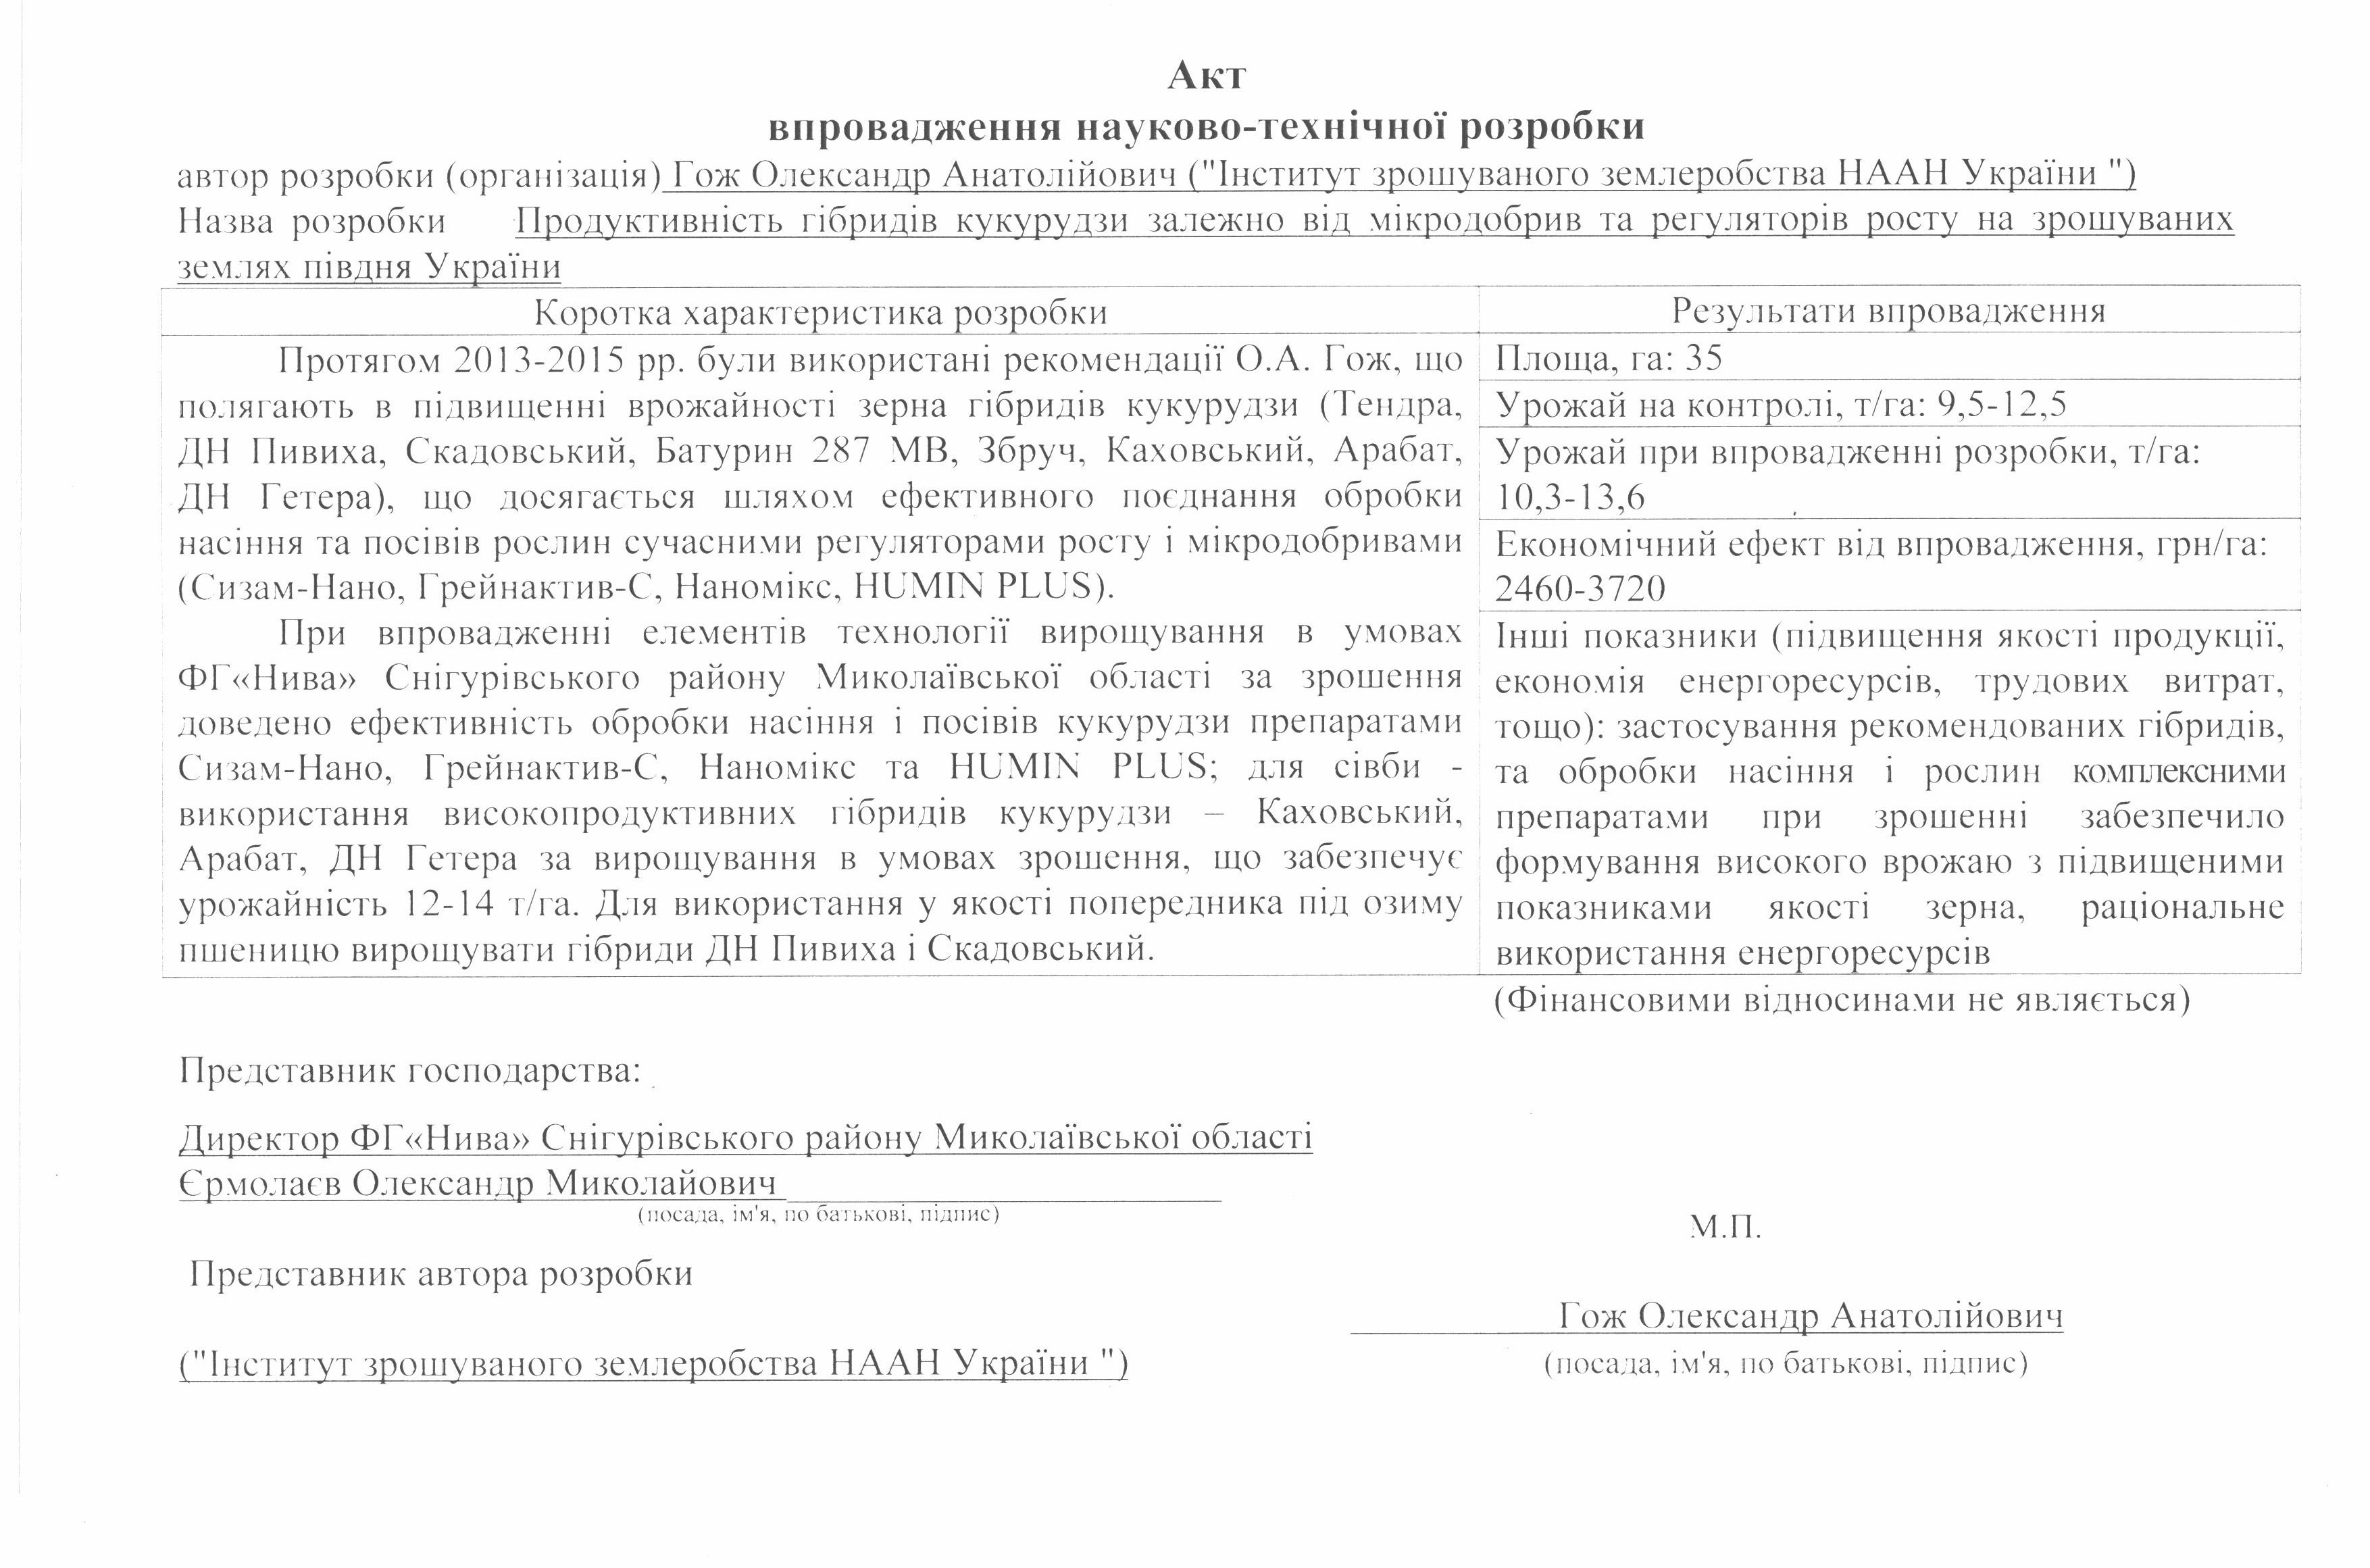 Акт
впровадження науково-технічної розробки
автор розробки (організація) Гож Олександр Анатолійович ("Інститут зрошуваного землеробства НААН України ")
Назва розробки Продуктивність гібридів кукурудзи залежно від мікродобрив та регуляторів росту на зрошуваних
землях півдня України
Коротка характеристика розробки
Протягом 2013-2015 рр. були використані рекомендації О.А. Гож, що
полягають в підвищенні врожайності зерна гібридів кукурудзи (Тендра,
ДН Пивиха, Скадовський, Батурин 287 МВ, Збруч, Каховський, Арабат,
ДН Гетера), що досягається шляхом ефективного поєднання обробки
насіння та посівів рослин сучасними регуляторами росту і мікродобривами
(Сизам-Нано, Грейнактив-С, Наномікс, HUMIN PLUS).
При впровадженні елементів технології вирощування в умовах
ФГ«Нива» Снігурівського району Миколаївської області за зрошення
доведено ефективність обробки насіння і посівів кукурудзи препаратами
Сизам-Нано, Грейнактив-С, Наномікс та HUMIN PLUS; для сівби -
використання високопродуктивних гібридів кукурудзи – Каховський,
Арабат, ДН Гетера за вирощування в умовах зрошення, що забезпечує
урожайність 12-14 т/га. Для використання у якості попередника під озиму
пшеницю вирощувати гібриди ДН Пивиха і Скадовський.
Результати впровадження
Площа, га: 35
Урожай на контролі, т/га: 9,5-12,5
Урожай при впровадженні розробки, т/га:
10,3-13,6
Економічний ефект від впровадження, грн/га:
2460-3720
Інші показники (підвищення якості продукції,
економія енергоресурсів, трудових витрат,
тощо): застосування рекомендованих гібридів,
та обробки насіння і рослин комплексними
препаратами при зрошенні забезпечило
формування високого врожаю з підвищеними
показниками якості зерна, раціональне
використання енергоресурсів
(Фінансовими відносинами не являється)
Представник господарства:
Директор ФГ«Нива» Снігурівського району Миколаївської області
Єрмолаєв Олександр Миколайович
(посада, ім'я, по батькові, підпис)
М.П.
Представник автора розробки
Гож Олександр Анатолійович
("Інститут зрошуваного землеробства НААН України ")
(посада, ім'я, по батькові, підпис)